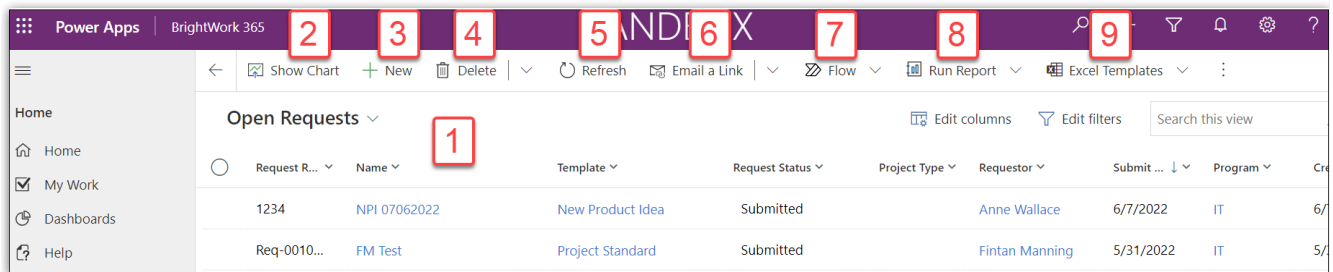 Power Apps BrightWork 365 ANDB X
2 3 4 5 6 7 8 9
Show Chart New Delete Refresh Email a Link Flow Run Report Excel Templates
Home Open Requests 1 Edit columns Edit filters Search this view
Home
Request R... Name Template Request Status Project Type Requestor Submit ... Program Cre
My Work
1234 NPI 07062022 New Product Idea Submitted Anne Wallace 6/7/2022 IT 6/
Dashboards
Help Req-0010... FM Test Project Standard Submitted Fintan Manning 5/31/2022 IT 5/